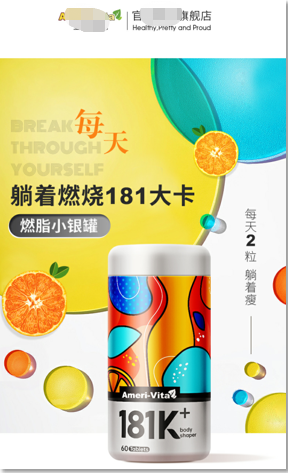 官
旗舰店
Healthy,Pretty and Proud
BREAK
THROUGH
YOURSELF
每天
躺着燃烧181大卡
燃脂小银罐
每天2粒 躺着瘦
Ameri-Vita
181K+
body
shaper
60 Tablets